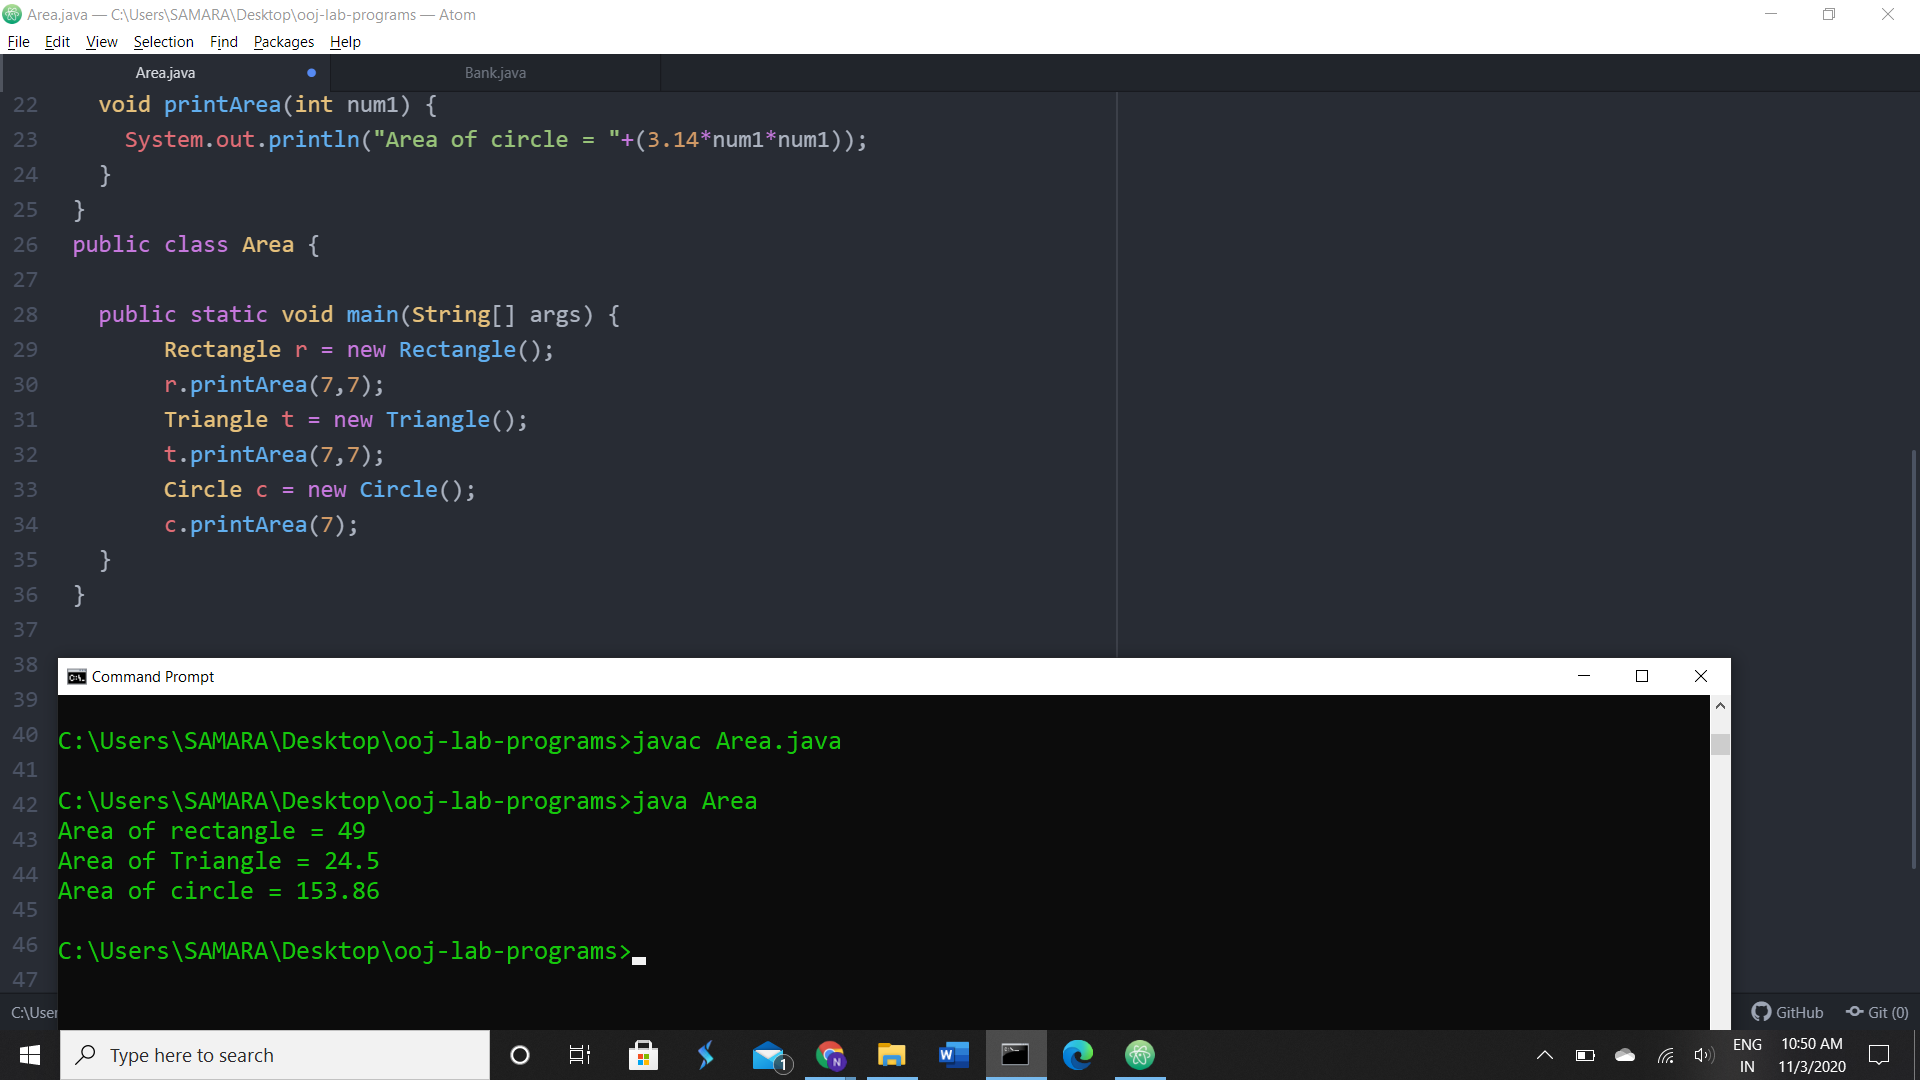 Area.java — C:\Users\SAMARA\Desktop\ooj-lab-programs — Atom
File Edit View Selection Find Packages Help
Area.java Bank.java
22 void printArea(int num1) {
23 System.out.println("Area of circle = "+(3.14*num1*num1));
24 }
25 }
26 public class Area {
27
28 public static void main(String[] args) {
29 Rectangle r = new Rectangle();
30 r.printArea(7,7);
31 Triangle t = new Triangle();
32 t.printArea(7,7);
33 Circle c = new Circle();
34 c.printArea(7);
35 }
36 }
37
38
39
40
41
42
43
44
45
46
47
Command Prompt
C:\Users\SAMARA\Desktop\ooj-lab-programs>javac Area.java
C:\Users\SAMARA\Desktop\ooj-lab-programs>java Area
Area of rectangle = 49
Area of Triangle = 24.5
Area of circle = 153.86
C:\Users\SAMARA\Desktop\ooj-lab-programs>
C:\User GitHub Git (0)
Type here to search
1
N
W
ENG
IN
10:50 AM
11/3/2020